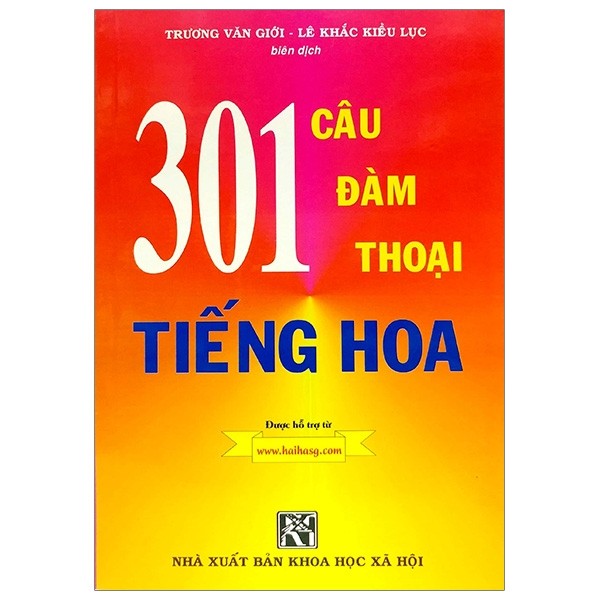 TRƯƠNG VĂN GIỚI - LÊ KHẮC KIỀU LỤC
biên dịch
301 CÂU
ĐÀM
THOẠI
TIẾNG HOA
Được hỗ trợ từ
www.haihasg.com
NHÀ XUẤT BẢN KHOA HỌC XÃ HỘI